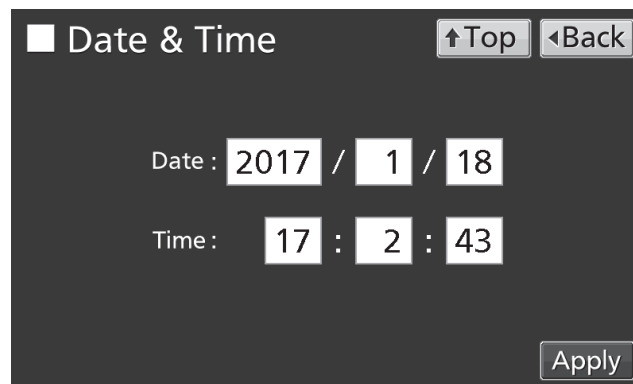 Date & Time ↑Top ◂Back
Date : 2017 / 1 / 18
Time : 17 : 2 : 43
Apply